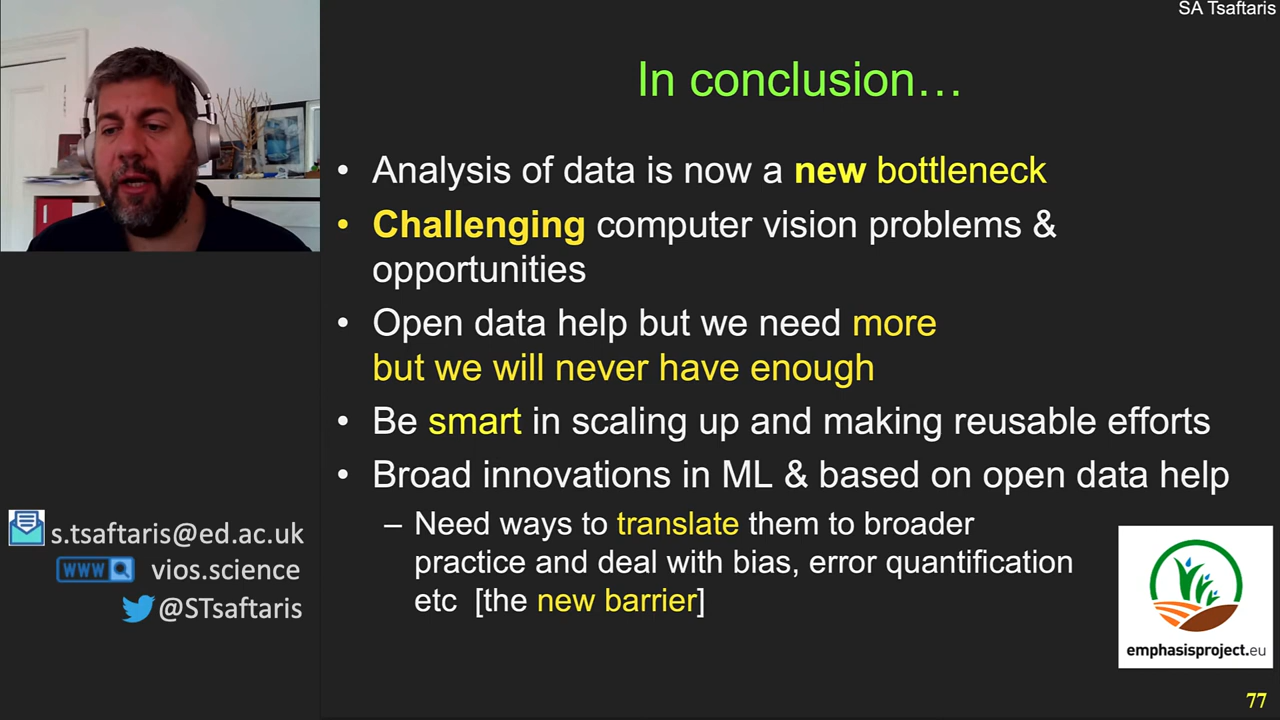 SA Tsaftaris
In conclusion…
• Analysis of data is now a new bottleneck
• Challenging computer vision problems &
opportunities
• Open data help but we need more
but we will never have enough
• Be smart in scaling up and making reusable efforts
• Broad innovations in ML & based on open data help
– Need ways to translate them to broader
practice and deal with bias, error quantification
etc [the new barrier]
s.tsaftaris@ed.ac.uk
WWW vios.science
@STsaftaris
emphasisproject.eu
77